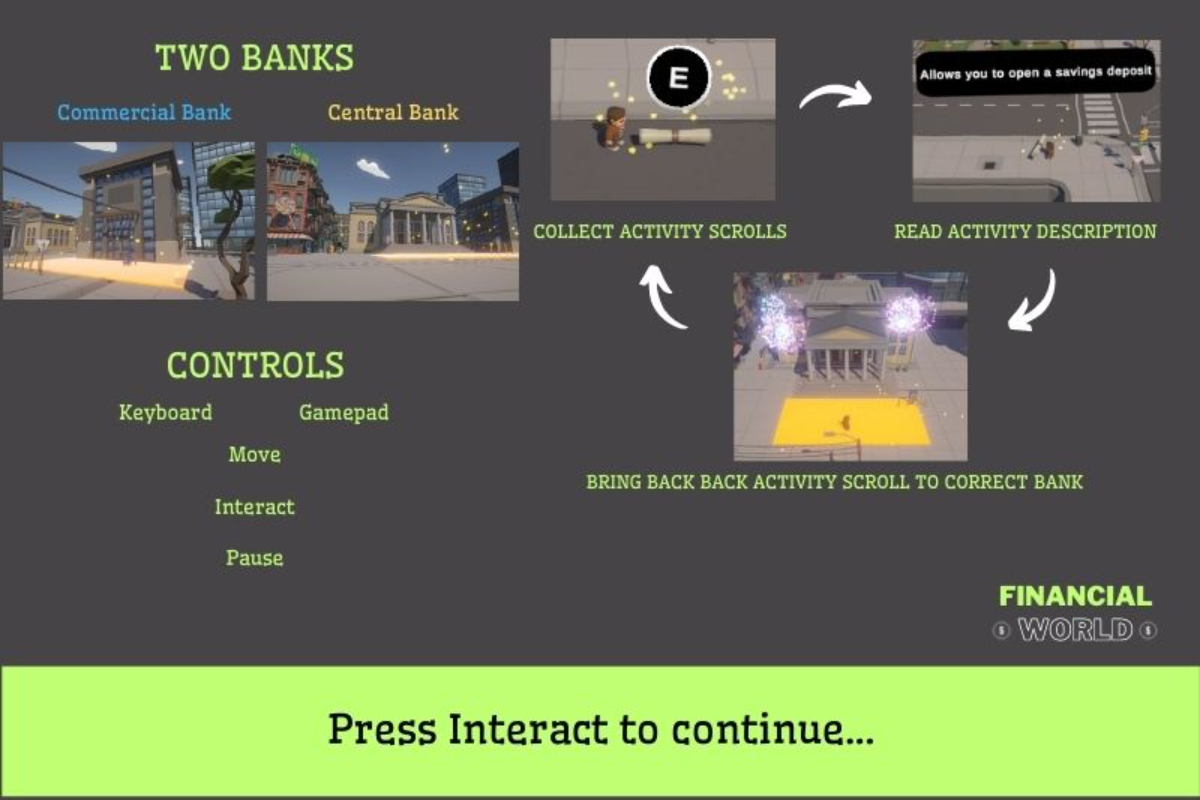 TWO BANKS
Commercial Bank
Central Bank
CONTROLS
Keyboard
Gamepad
Move
Interact
Pause
E
COLLECT ACTIVITY SCROLLS
Allows you to open a savings deposit
READ ACTIVITY DESCRIPTION
BRING BACK BACK ACTIVITY SCROLL TO CORRECT BANK
FINANCIAL
$ WORLD $
Press Interact to continue...